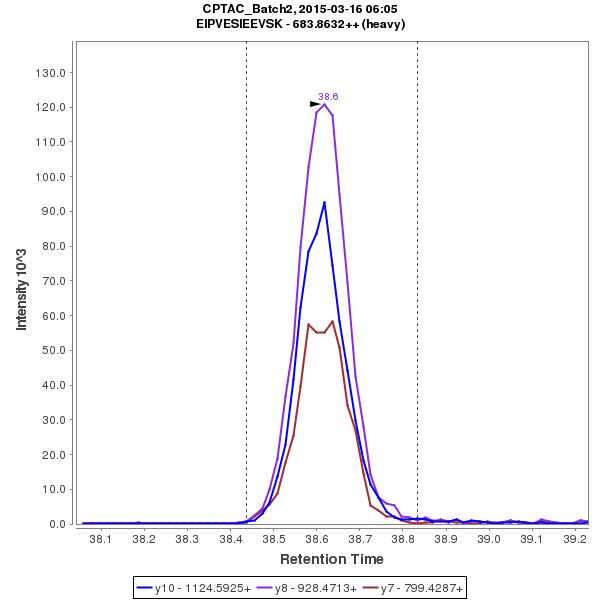 CPTAC_Batch2, 2015-03-16 06:05
EIPVESIEEVSK - 683.8632++ (heavy)
Intensity 10^3
130.0
120.0
110.0
100.0
90.0
80.0
70.0
60.0
50.0
40.0
30.0
20.0
10.0
0.0
38.6
38.1 38.2 38.3 38.4 38.5 38.6 38.7 38.8 38.9 39.0 39.1 39.2
Retention Time
y10 - 1124.5925+ y8 - 928.4713+ y7 - 799.4287+